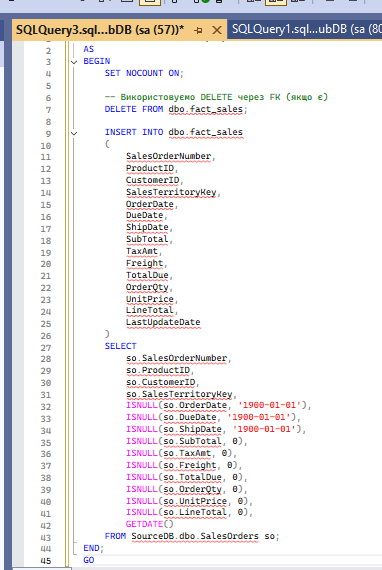 SQLQuery3.sql...bDB (sa (57))* SQLQuery1.sql...ubDB (sa (80
2 AS
3 BEGIN
4 SET NOCOUNT ON;
5
6 -- Використовуємо DELETE через FK (якщо є)
7 DELETE FROM dbo.fact_sales;
8
9 INSERT INTO dbo.fact_sales
10 (
11 SalesOrderNumber,
12 ProductID,
13 CustomerID,
14 SalesTerritoryKey,
15 OrderDate,
16 DueDate,
17 ShipDate,
18 SubTotal,
19 TaxAmt,
20 Freight,
21 TotalDue,
22 OrderQty,
23 UnitPrice,
24 LineTotal,
25 LastUpdateDate
26 )
27 SELECT
28 so.SalesOrderNumber,
29 so.ProductID,
30 so.CustomerID,
31 so.SalesTerritoryKey,
32 ISNULL(so.OrderDate, '1900-01-01'),
33 ISNULL(so.DueDate, '1900-01-01'),
34 ISNULL(so.ShipDate, '1900-01-01'),
35 ISNULL(so.SubTotal, 0),
36 ISNULL(so.TaxAmt, 0),
37 ISNULL(so.Freight, 0),
38 ISNULL(so.TotalDue, 0),
39 ISNULL(so.OrderQty, 0),
40 ISNULL(so.UnitPrice, 0),
41 ISNULL(so.LineTotal, 0),
42 GETDATE()
43 FROM SourceDB.dbo.SalesOrders so;
44 END;
45 GO